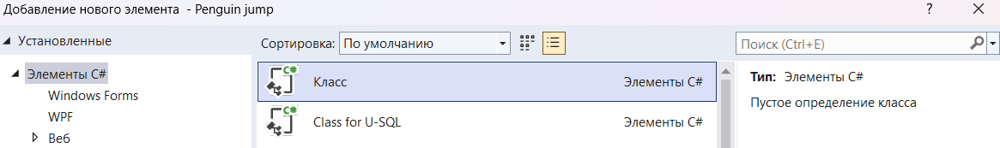 Добавление нового элемента - Penguin jump ?
Установленные
Сортировка: По умолчанию
Поиск (Ctrl+E)
Элементы C#
Windows Forms
WPF
Веб
C# Класс Элементы C#
C# Class for U-SQL Элементы C#
Тип: Элементы C#
Пустое определение класса